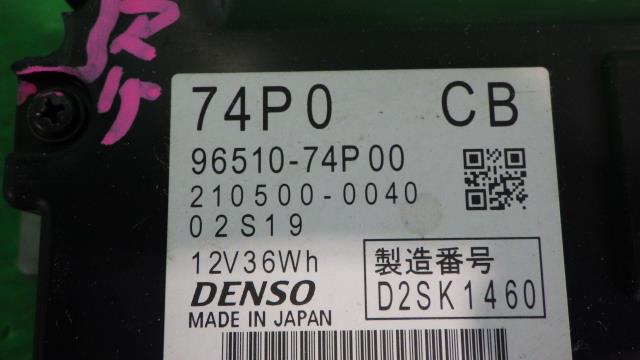 74P0 CB
96510-74P00
210500-0040
02S19
12V36Wh
製造番号
DENSO
D2SK1460
MADE IN JAPAN